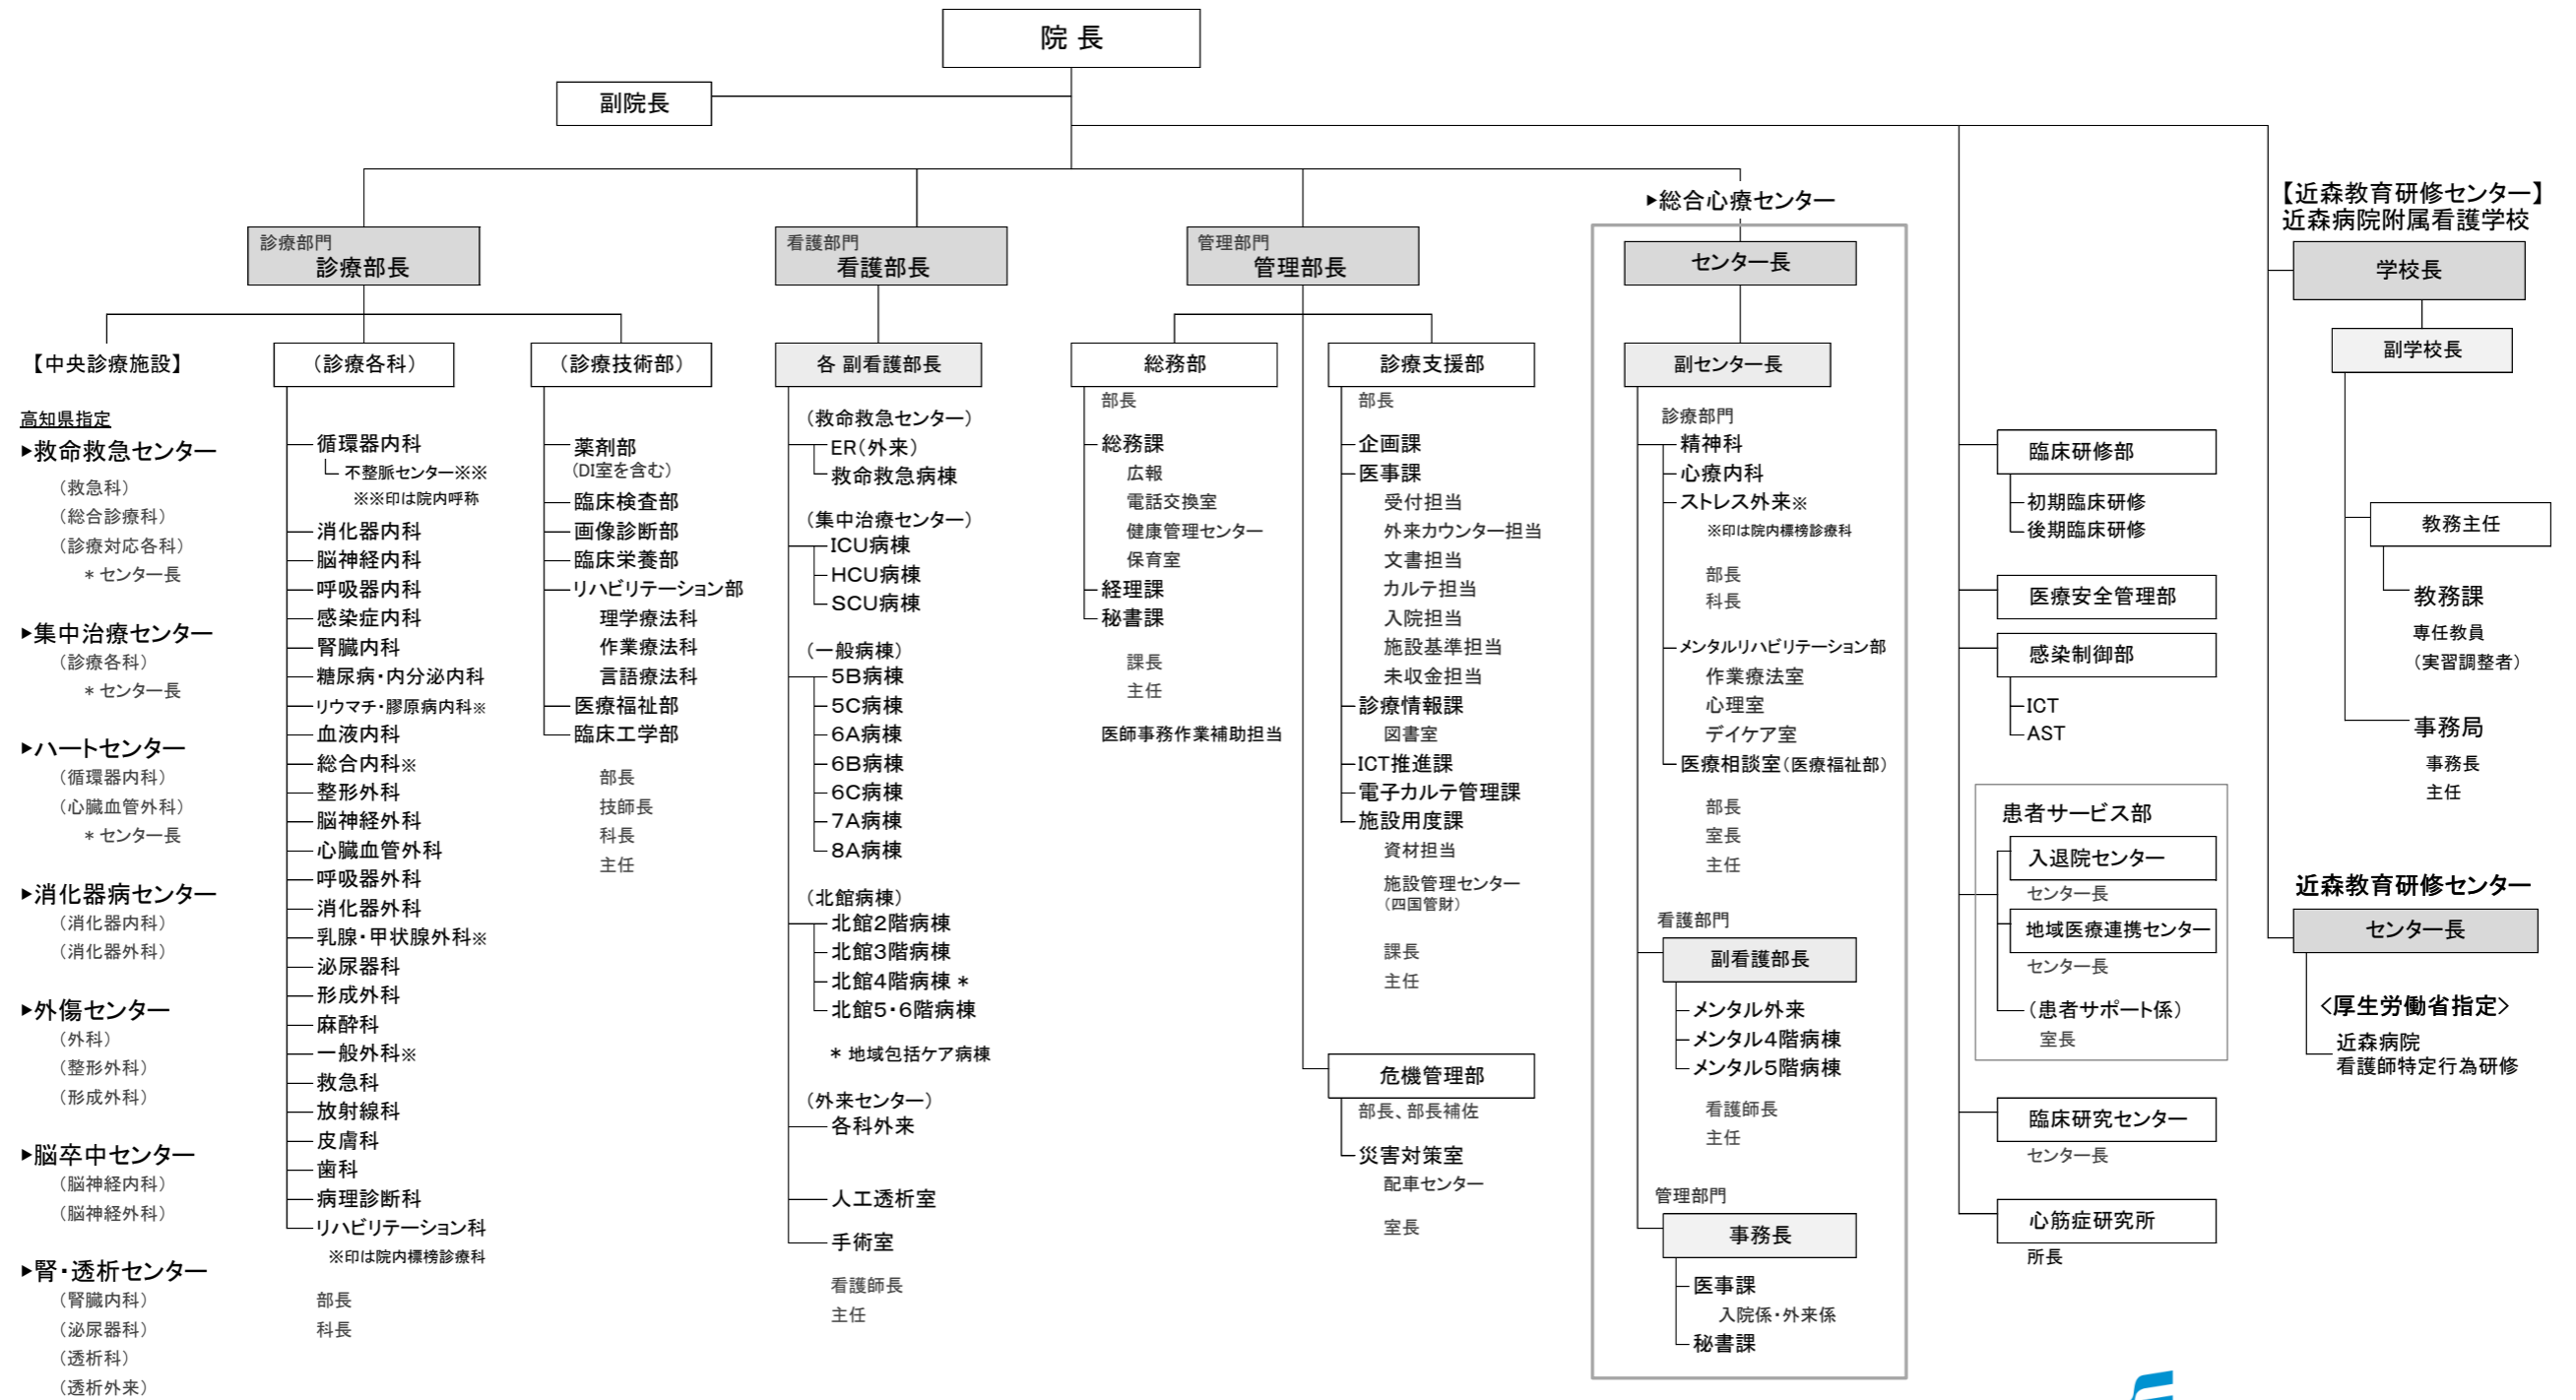 院 長
副院長
診療部門
診療部長
【中央診療施設】
高知県指定
▶救命救急センター
（救急科）
（総合診療科）
（診療対応各科）
* センター長
▶集中治療センター
（診療各科）
* センター長
▶ハートセンター
（循環器内科）
（心臓血管外科）
* センター長
▶消化器病センター
（消化器内科）
（消化器外科）
▶外傷センター
（外科）
（整形外科）
（形成外科）
▶脳卒中センター
（脳神経内科）
（脳神経外科）
▶腎・透析センター
（腎臓内科）
（泌尿器科）
（透析科）
（透析外来）
（診療各科）
循環器内科
不整脈センター※※
※※印は院内呼称
消化器内科
脳神経内科
呼吸器内科
感染症内科
腎臓内科
糖尿病・内分泌内科
リウマチ・膠原病内科※
血液内科
総合内科※
整形外科
脳神経外科
心臓血管外科
呼吸器外科
消化器外科
乳腺・甲状腺外科※
泌尿器科
形成外科
麻酔科
一般外科※
救急科
放射線科
皮膚科
歯科
病理診断科
リハビリテーション科
※印は院内標榜診療科
部長
科長
（診療技術部）
薬剤部
（DI室を含む）
臨床検査部
画像診断部
臨床栄養部
リハビリテーション部
理学療法科
作業療法科
言語療法科
医療福祉部
臨床工学部
部長
技師長
科長
主任
看護部門
看護部長
各 副看護部長
（救命救急センター）
ER（外来）
救命救急病棟
（集中治療センター）
ICU病棟
HCU病棟
SCU病棟
（一般病棟）
5B病棟
5C病棟
6A病棟
6B病棟
6C病棟
7A病棟
8A病棟
（北館病棟）
北館2階病棟
北館3階病棟
北館4階病棟 *
北館5・6階病棟
* 地域包括ケア病棟
（外来センター）
各科外来
人工透析室
手術室
看護師長
主任
管理部門
管理部長
総務部
部長
総務課
広報
電話交換室
健康管理センター
保育室
経理課
秘書課
課長
主任
医師事務作業補助担当
診療支援部
部長
企画課
医事課
受付担当
外来カウンター担当
文書担当
カルテ担当
入院担当
施設基準担当
未収金担当
診療情報課
図書室
ICT推進課
電子カルテ管理課
施設用度課
資材担当
施設管理センター
（四国管財）
課長
主任
危機管理部
部長、部長補佐
災害対策室
配車センター
室長
▶総合心療センター
センター長
副センター長
診療部門
精神科
心療内科
ストレス外来※
※印は院内標榜診療科
部長
科長
メンタルリハビリテーション部
作業療法室
心理室
デイケア室
医療相談室（医療福祉部）
部長
室長
主任
看護部門
副看護部長
メンタル外来
メンタル4階病棟
メンタル5階病棟
看護師長
主任
管理部門
事務長
医事課
入院係・外来係
秘書課
臨床研修部
初期臨床研修
後期臨床研修
医療安全管理部
感染制御部
ICT
AST
患者サービス部
入退院センター
センター長
地域医療連携センター
センター長
（患者サポート係）
室長
臨床研究センター
センター長
心筋症研究所
所長
【近森教育研修センター】
近森病院附属看護学校
学校長
副学校長
教務主任
教務課
専任教員
（実習調整者）
事務局
事務長
主任
近森教育研修センター
センター長
〈厚生労働省指定〉
近森病院
看護師特定行為研修